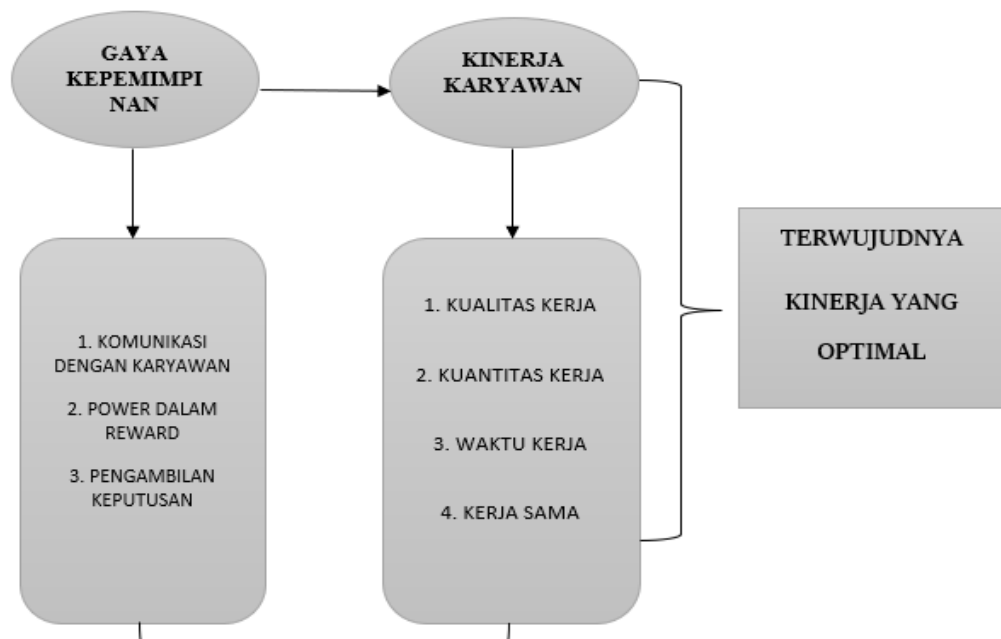 GAYA
KEPEMIMPI
NAN
KINERJA
KARYAWAN
1. KOMUNIKASI
DENGAN KARYAWAN
2. POWER DALAM
REWARD
3. PENGAMBILAN
KEPUTUSAN
1. KUALITAS KERJA
2. KUANTITAS KERJA
3. WAKTU KERJA
4. KERJA SAMA
TERWUJUDNYA
KINERJA YANG
OPTIMAL